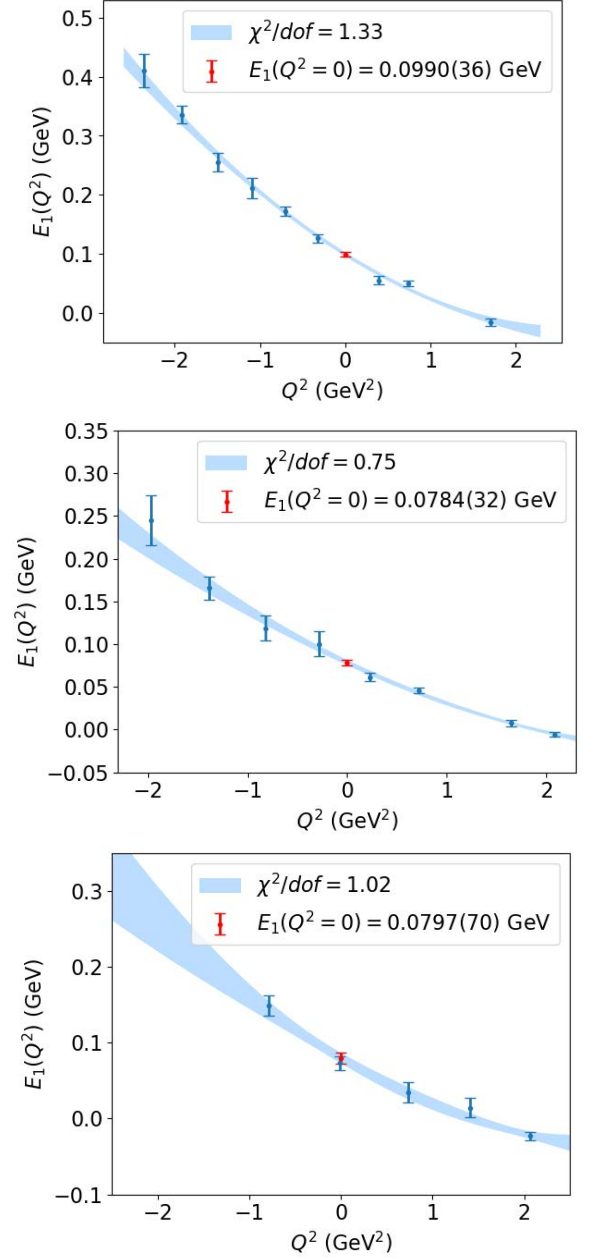 χ²/dof = 1.33
E₁(Q² = 0) = 0.0990(36) GeV
0.5
0.4
0.3
0.2
0.1
0.0
E₁(Q²) (GeV)
−2 −1 0 1 2
Q² (GeV²)
χ²/dof = 0.75
E₁(Q² = 0) = 0.0784(32) GeV
0.35
0.30
0.25
0.20
0.15
0.10
0.05
0.00
−0.05
E₁(Q²) (GeV)
−2 −1 0 1 2
Q² (GeV²)
χ²/dof = 1.02
E₁(Q² = 0) = 0.0797(70) GeV
0.3
0.2
0.1
0.0
−0.1
E₁(Q²) (GeV)
−2 −1 0 1 2
Q² (GeV²)